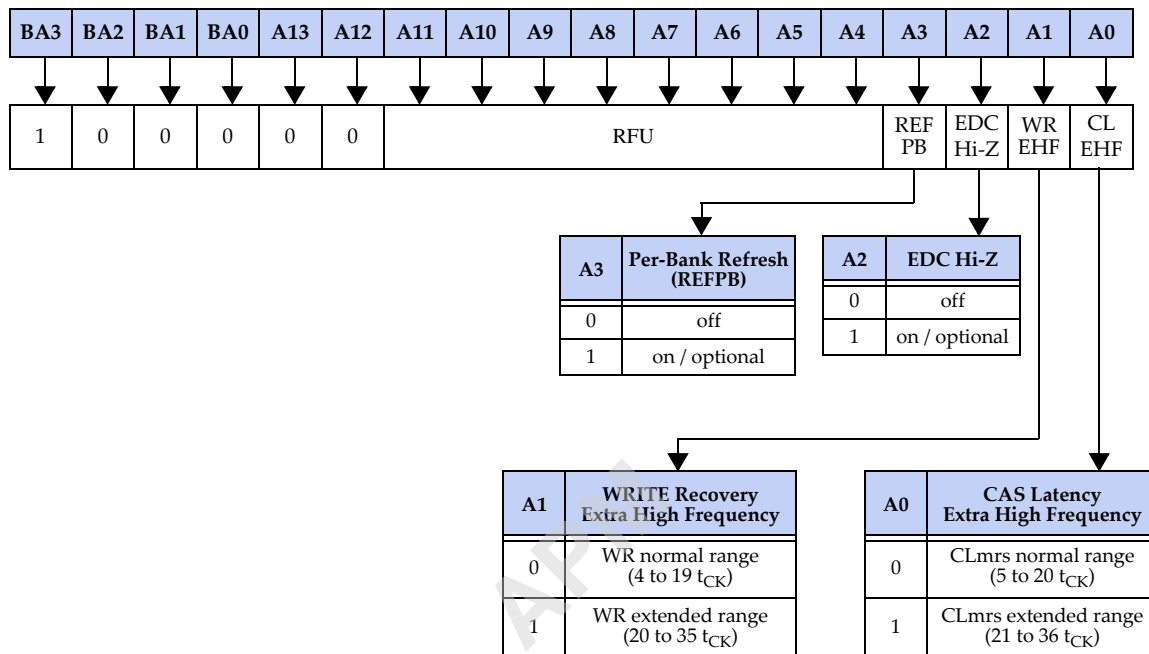 BA3 BA2 BA1 BA0 A13 A12 A11 A10 A9 A8 A7 A6 A5 A4 A3 A2 A1 A0
1 0 0 0 0 0 RFU REF PB EDC Hi-Z WR EHF CL EHF
A3 Per-Bank Refresh (REFPB)
0 off
1 on / optional
A2 EDC Hi-Z
0 off
1 on / optional
A1 WRITE Recovery Extra High Frequency
0 WR normal range (4 to 19 tCK)
1 WR extended range (20 to 35 tCK)
A0 CAS Latency Extra High Frequency
0 CLmrs normal range (5 to 20 tCK)
1 CLmrs extended range (21 to 36 tCK)